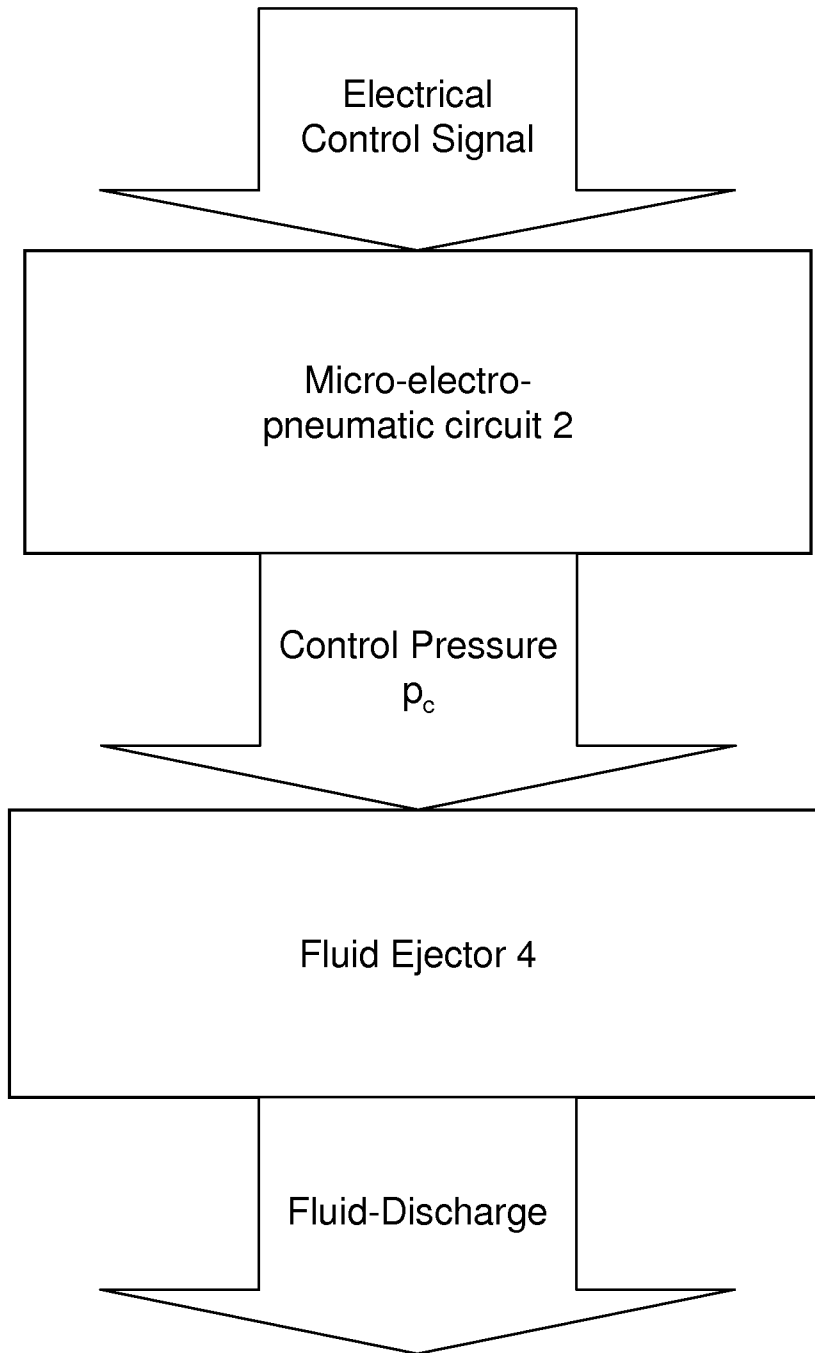 Electrical
Control Signal
Micro-electro-
pneumatic circuit 2
Control Pressure
pc
Fluid Ejector 4
Fluid-Discharge